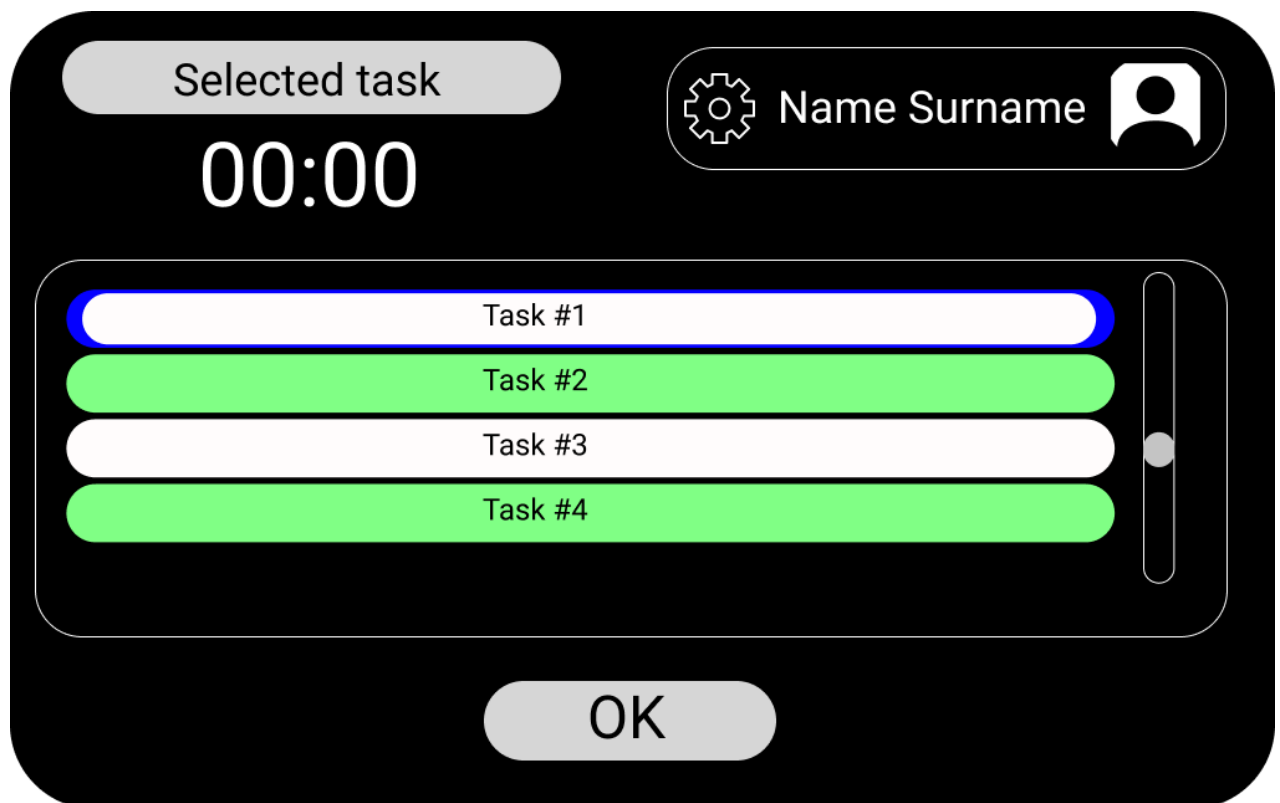 Selected task
Name Surname
00:00
Task #1
Task #2
Task #3
Task #4
OK